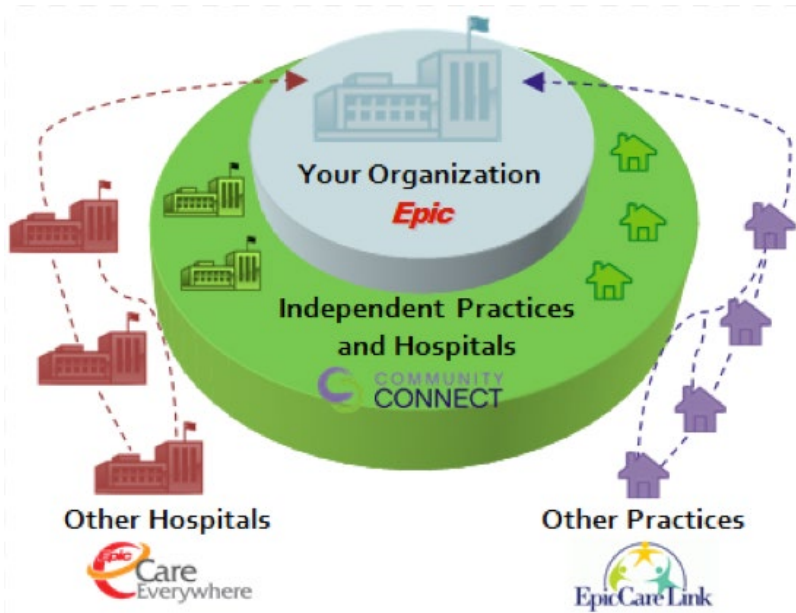 Your Organization
Epic
Independent Practices
and Hospitals
COMMUNITY
CONNECT
Other Hospitals
Epic
Care
Everywhere
Other Practices
EpicCare Link